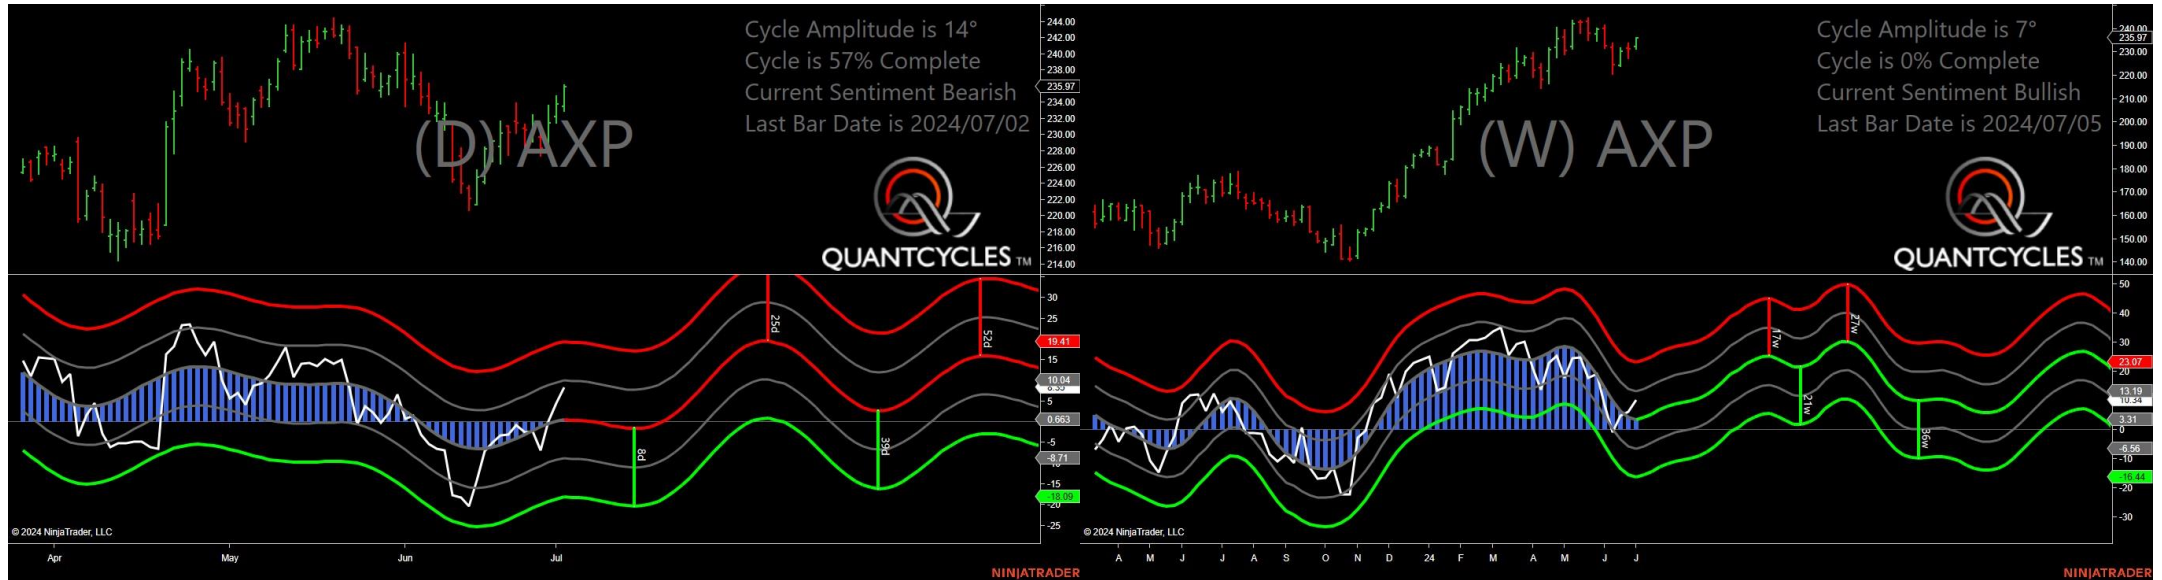 Cycle Amplitude is 14°
Cycle is 57% Complete
Current Sentiment Bearish
Last Bar Date is 2024/07/02
(D) AXP
QUANTCYCLES TM
244.00
242.00
240.00
238.00
235.97
234.00
232.00
230.00
228.00
226.00
224.00
222.00
220.00
218.00
216.00
214.00
30
25
19.41
15
10.04
5
0.663
-5
-8.71
-15
-18.09
-20
-25
8d
25d
39d
52d
© 2024 NinjaTrader, LLC
Apr May Jun Jul
NINJATRADER
Cycle Amplitude is 7°
Cycle is 0% Complete
Current Sentiment Bullish
Last Bar Date is 2024/07/05
(W) AXP
QUANTCYCLES TM
240.00
235.97
230.00
220.00
210.00
200.00
190.00
180.00
170.00
160.00
150.00
140.00
50
40
30
23.07
20
13.19
10.34
3.31
0
-6.56
-10
-16.44
-20
-30
17w
21w
27w
36w
© 2024 NinjaTrader, LLC
A M J J A S O N D 24 F M A M J J
NINJATRADER